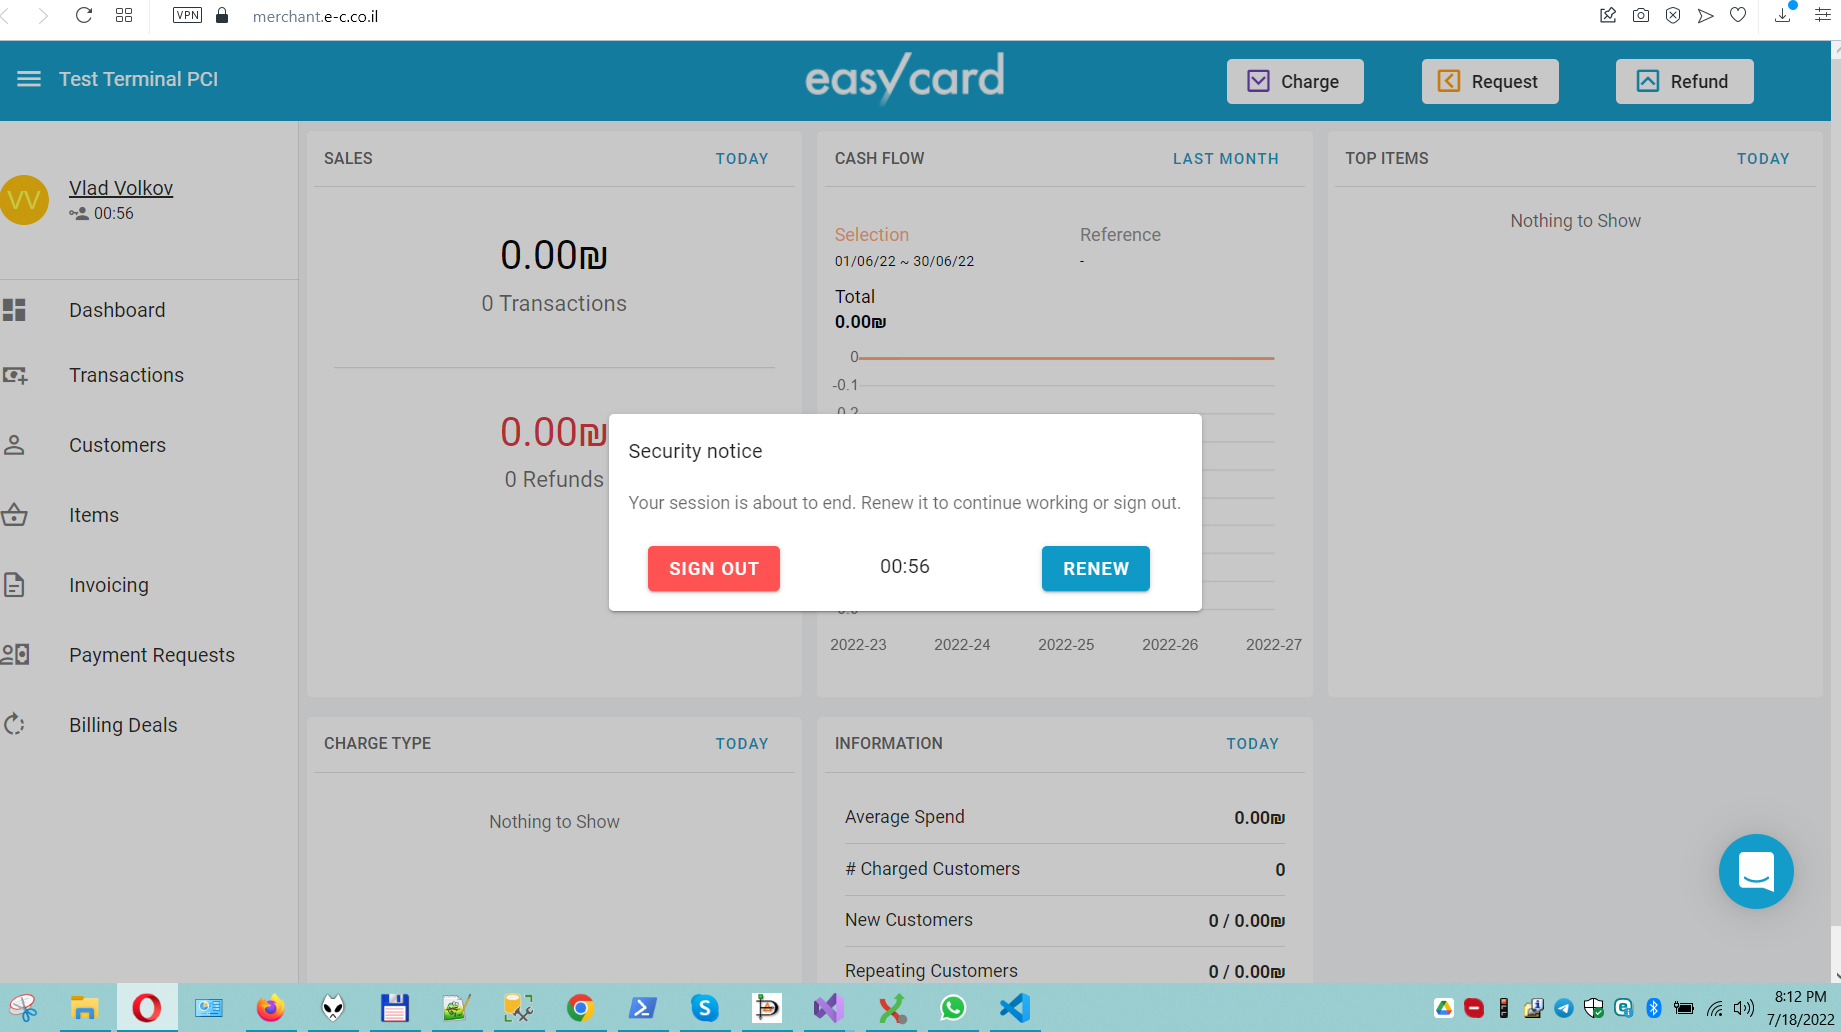 VPN
merchant.e-c.co.il
Test Terminal PCI
easycard
Charge
Request
Refund
Vlad Volkov
00:56
VV
Dashboard
Transactions
Customers
Items
Invoicing
Payment Requests
Billing Deals
SALES
TODAY
0.00₪
0 Transactions
0.00₪
0 Refunds
CASH FLOW
LAST MONTH
Selection
Reference
01/06/22 ~ 30/06/22
-
Total
0.00₪
0
-0.1
2022-23
2022-24
2022-25
2022-26
2022-27
TOP ITEMS
TODAY
Nothing to Show
Security notice
Your session is about to end. Renew it to continue working or sign out.
SIGN OUT
00:56
RENEW
CHARGE TYPE
TODAY
Nothing to Show
INFORMATION
TODAY
Average Spend
0.00₪
# Charged Customers
0
New Customers
0 / 0.00₪
Repeating Customers
0 / 0.00₪
8:12 PM
7/18/2022